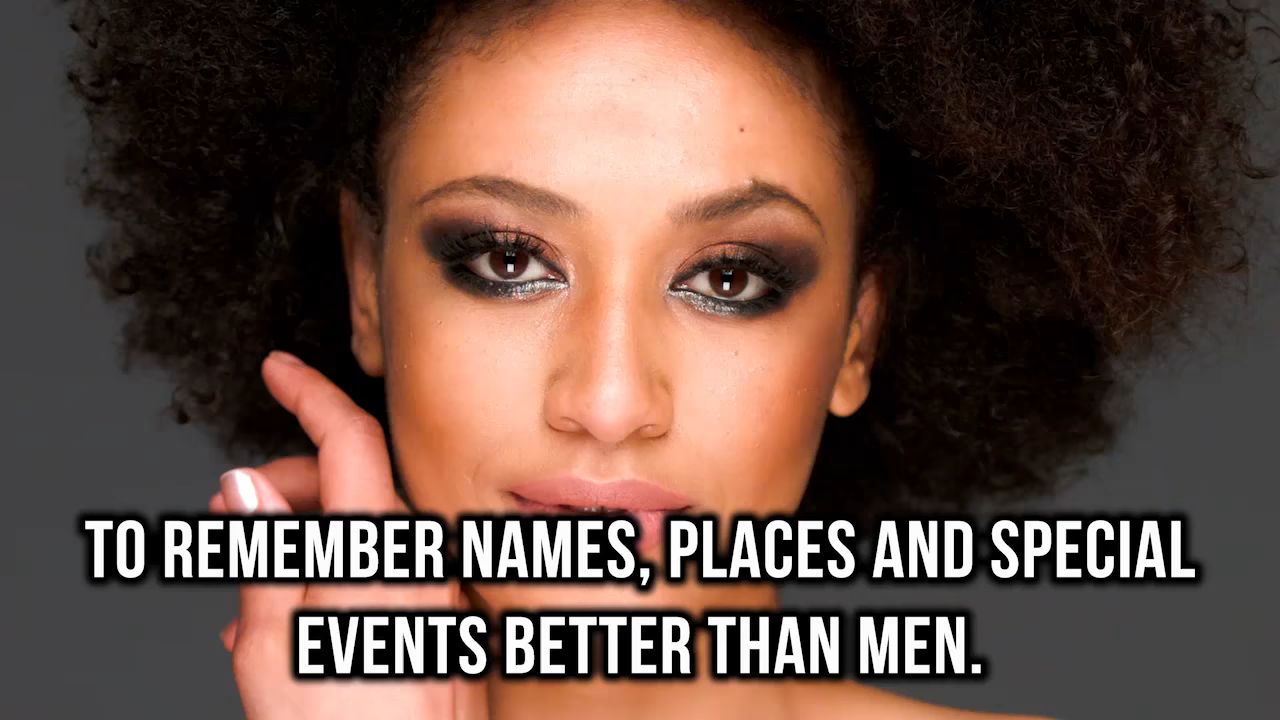 TO REMEMBER NAMES, PLACES AND SPECIAL
EVENTS BETTER THAN MEN.